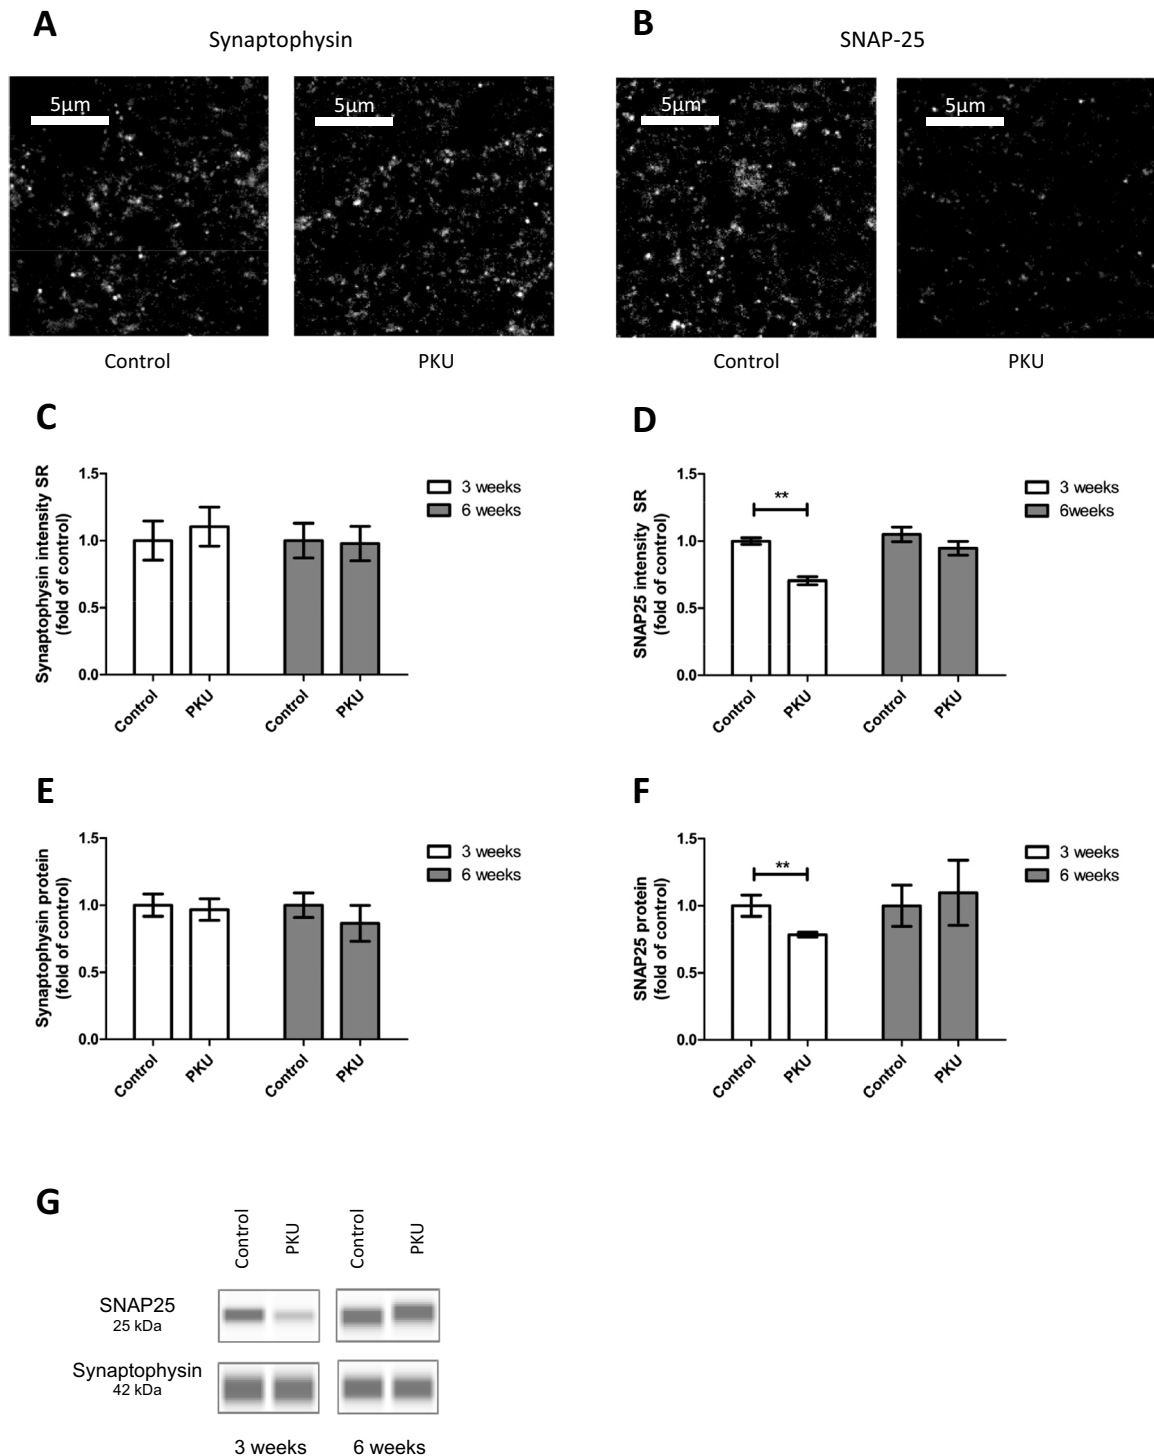 A
Synaptophysin
B
SNAP-25
5µm
5µm
5µm
5µm
Control
PKU
Control
PKU
C
Synaptophysin intensity SR
(fold of control)
1.5
1.0
0.5
0.0
Control
PKU
Control
PKU
3 weeks
6 weeks
D
SNAP25 intensity SR
(fold of control)
1.5
1.0
0.5
0.0
**
Control
PKU
Control
PKU
3 weeks
6weeks
E
Synaptophysin protein
(fold of control)
1.5
1.0
0.5
0.0
Control
PKU
Control
PKU
3 weeks
6 weeks
F
SNAP25 protein
(fold of control)
1.5
1.0
0.5
0.0
**
Control
PKU
Control
PKU
3 weeks
6 weeks
G
Control
PKU
Control
PKU
SNAP25
25 kDa
Synaptophysin
42 kDa
3 weeks
6 weeks